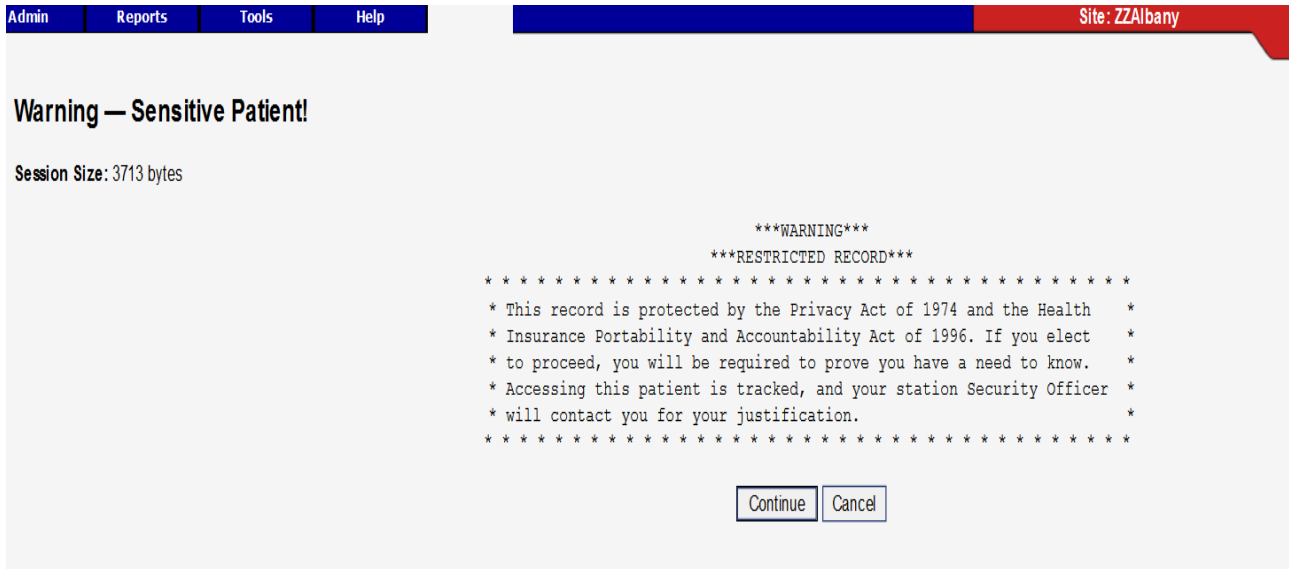 Admin Reports Tools Help Site: ZZAlbany
Warning — Sensitive Patient!
Session Size: 3713 bytes
***WARNING***
***RESTRICTED RECORD***
* * * * * * * * * * * * * * * * * * * * * * * * * * * * * * * * * * * * *
* This record is protected by the Privacy Act of 1974 and the Health *
* Insurance Portability and Accountability Act of 1996. If you elect *
* to proceed, you will be required to prove you have a need to know. *
* Accessing this patient is tracked, and your station Security Officer *
* will contact you for your justification. *
* * * * * * * * * * * * * * * * * * * * * * * * * * * * * * * * * * * * *
Continue Cancel